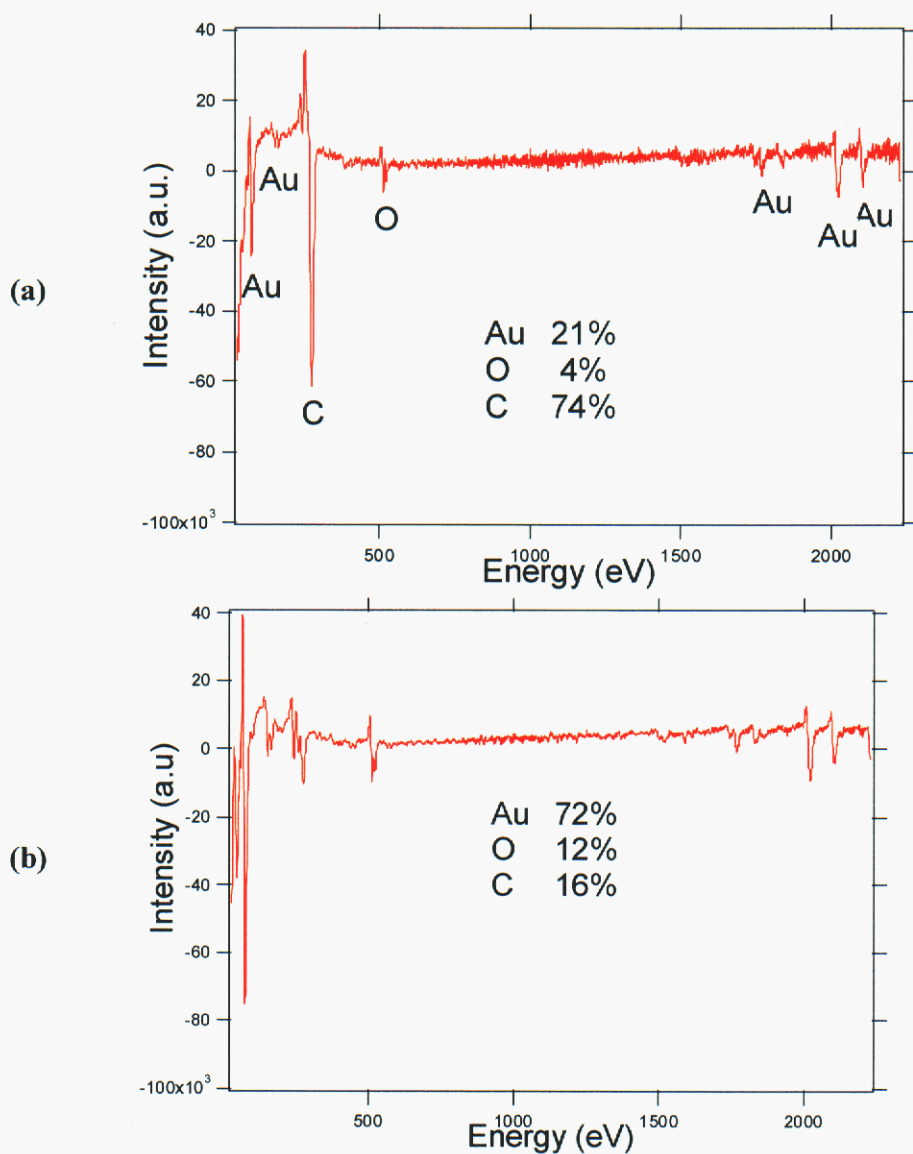 (a)
Intensity (a.u.)
40
20
0
-20
-40
-60
-80
-100x10³
Au
Au
C
O
Au
Au
Au
Au 21%
O 4%
C 74%
500
1000
1500
2000
Energy (eV)
(b)
Intensity (a.u)
40
20
0
-20
-40
-60
-80
-100x10³
Au 72%
O 12%
C 16%
500
1000
1500
2000
Energy (eV)